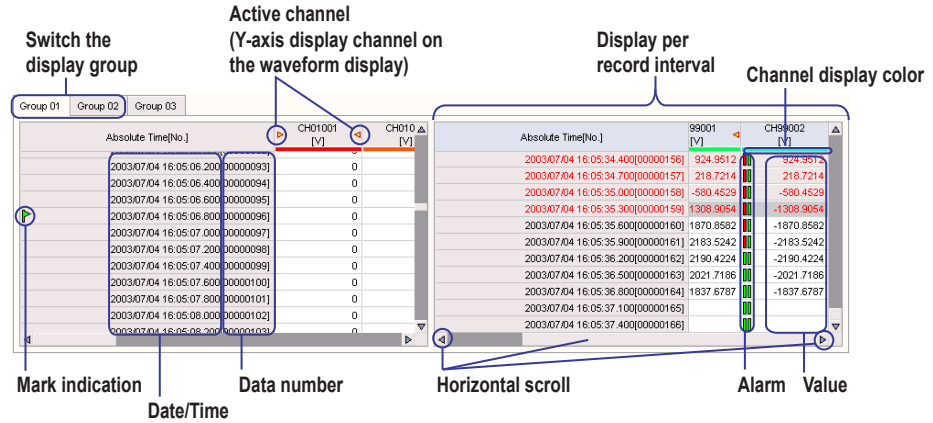 Active channel
(Y-axis display channel on
the waveform display)
Switch the
display group
Display per
record interval
Channel display color
Group 01 Group 02 Group 03
Absolute Time[No.] CH01001 [V] CH010 [V]
2003/07/04 16:05:06.200[00000093] 0
2003/07/04 16:05:06.400[00000094] 0
2003/07/04 16:05:06.600[00000095] 0
2003/07/04 16:05:06.800[00000096] 0
2003/07/04 16:05:07.000[00000097] 0
2003/07/04 16:05:07.200[00000098] 0
2003/07/04 16:05:07.400[00000099] 0
2003/07/04 16:05:07.600[00000100] 0
2003/07/04 16:05:07.800[00000101] 0
2003/07/04 16:05:08.000[00000102] 0
2003/07/04 16:05:08.200[00000103] 0
Absolute Time[No.] 99001 [V] CH99002 [V]
2003/07/04 16:05:34.400[00000156] 924.9512 924.9512
2003/07/04 16:05:34.700[00000157] 218.7214 218.7214
2003/07/04 16:05:35.000[00000158] -580.4529 -580.4529
2003/07/04 16:05:35.300[00000159] 1308.9054 -1308.9054
2003/07/04 16:05:35.600[00000160] 1870.8582 -1870.8582
2003/07/04 16:05:35.900[00000161] 2183.5242 -2183.5242
2003/07/04 16:05:36.200[00000162] 2190.4224 -2190.4224
2003/07/04 16:05:36.500[00000163] 2021.7186 -2021.7186
2003/07/04 16:05:36.800[00000164] 1837.6787 -1837.6787
2003/07/04 16:05:37.100[00000165]
2003/07/04 16:05:37.400[00000166]
Mark indication
Date/Time
Data number
Horizontal scroll
Alarm
Value